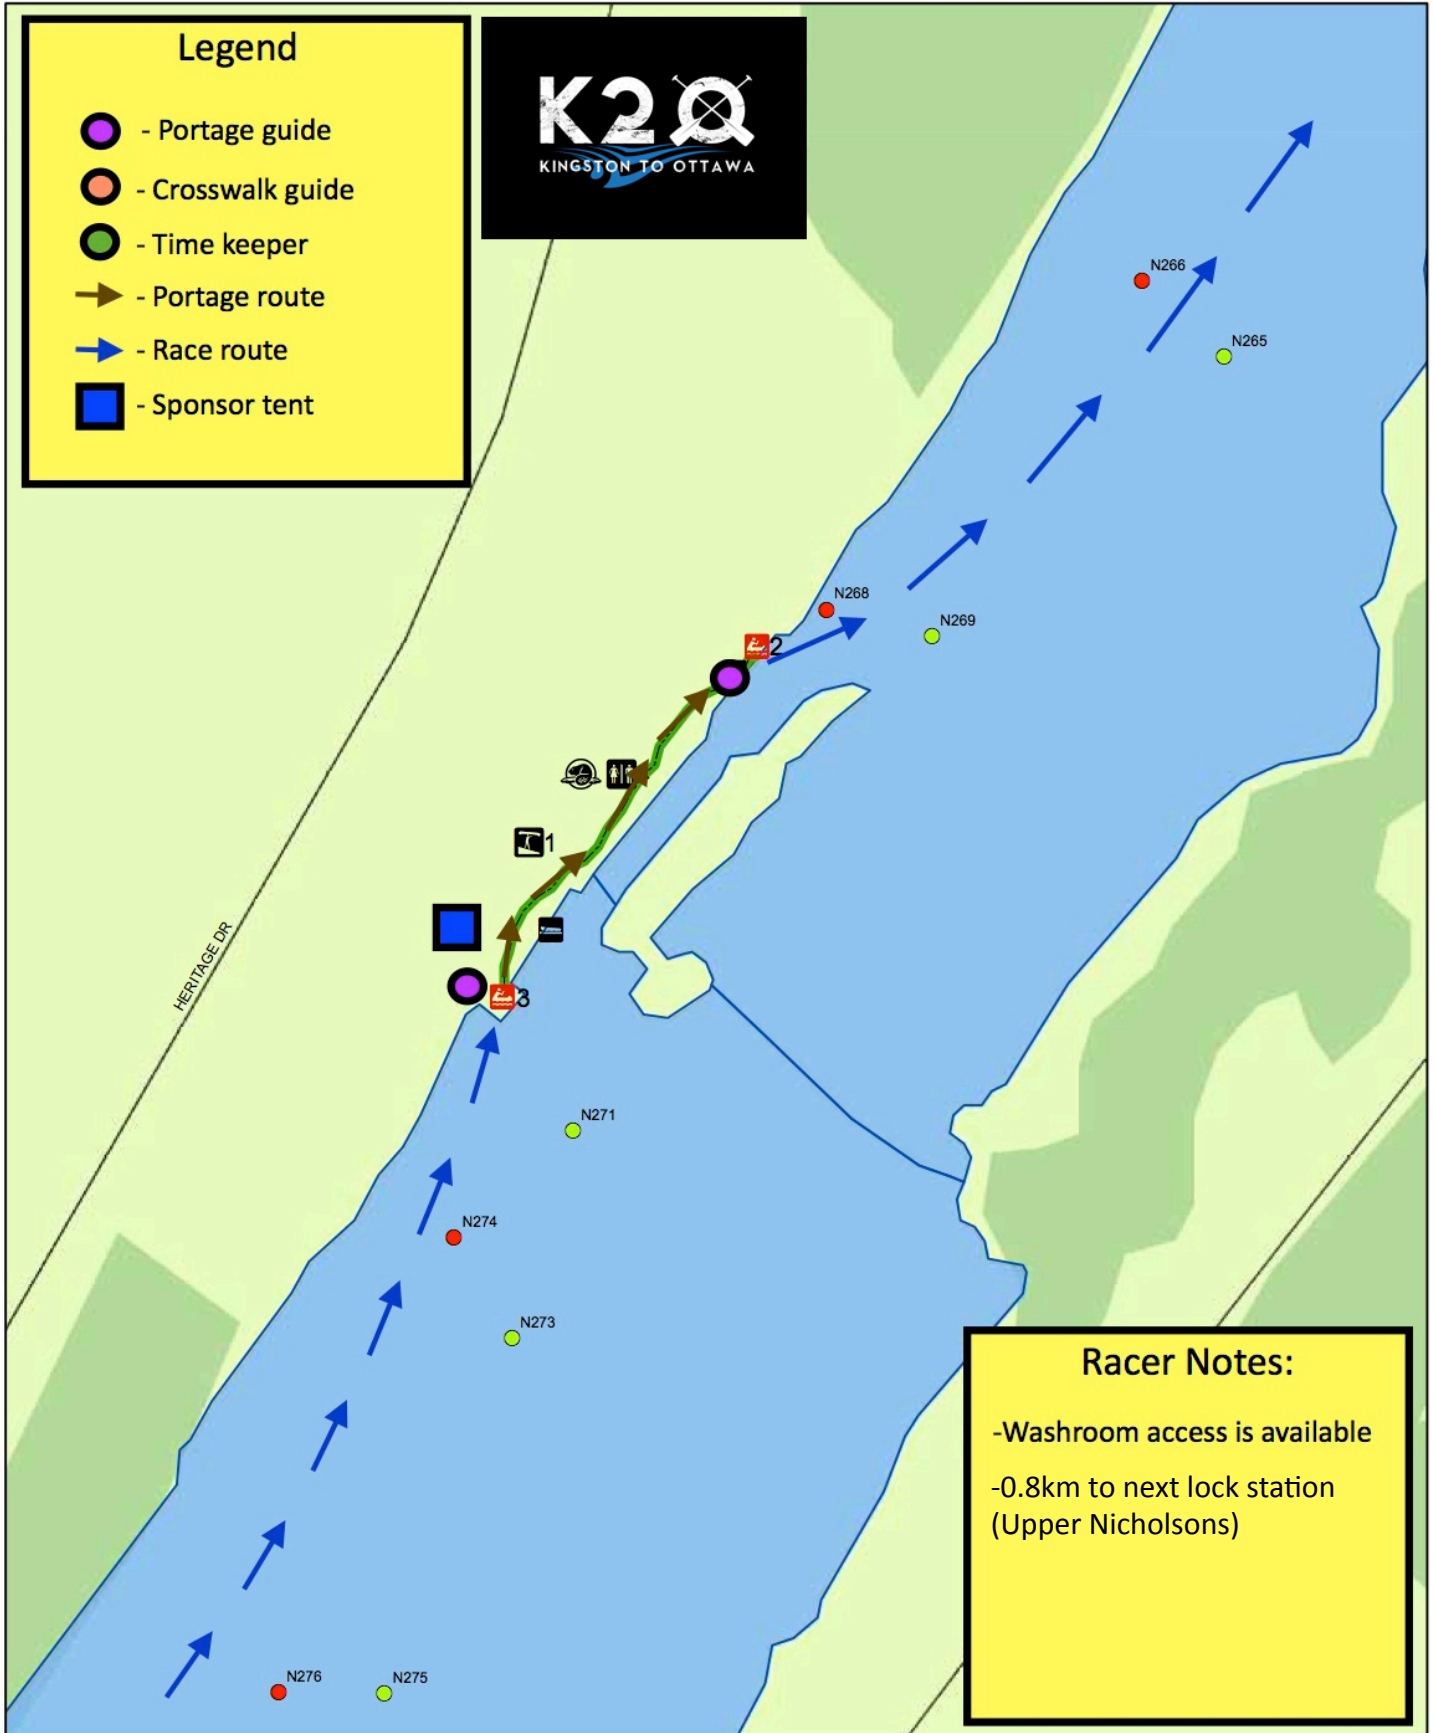 Legend
- Portage guide
- Crosswalk guide
- Time keeper
- Portage route
- Race route
- Sponsor tent
K2O
KINGSTON TO OTTAWA
N266
N265
N268
N269
2
1
HERITAGE DR
3
N271
N274
N273
N276
N275
Racer Notes:
-Washroom access is available
-0.8km to next lock station
(Upper Nicholsons)